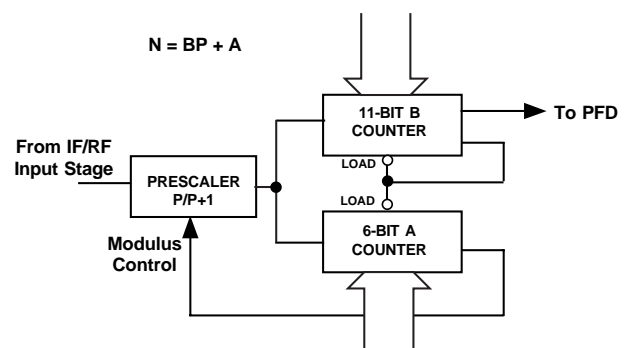 N = BP + A
11-BIT B
COUNTER
To PFD
From IF/RF
Input Stage
LOAD
PRESCALER
P/P+1
LOAD
Modulus
Control
6-BIT A
COUNTER